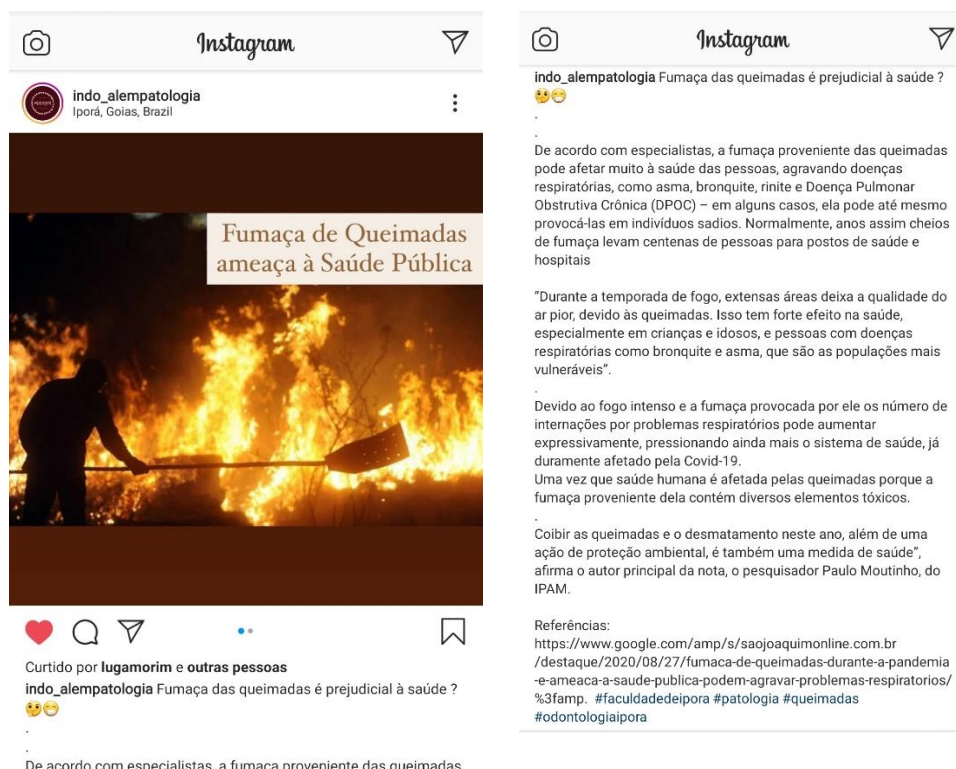 Instagram
indo_alempatologia
Iporá, Goias, Brazil
Fumaça de Queimadas
ameaça à Saúde Pública
Curtido por lugamorim e outras pessoas
indo_alempatologia Fumaça das queimadas é prejudicial à saúde ?
.
.
De acordo com especialistas, a fumaça proveniente das queimadas
Instagram
indo_alempatologia Fumaça das queimadas é prejudicial à saúde ?
🤔😁
.
.
De acordo com especialistas, a fumaça proveniente das queimadas
pode afetar muito à saúde das pessoas, agravando doenças
respiratórias, como asma, bronquite, rinite e Doença Pulmonar
Obstrutiva Crônica (DPOC) – em alguns casos, ela pode até mesmo
provocá-las em indivíduos sadios. Normalmente, anos assim cheios
de fumaça levam centenas de pessoas para postos de saúde e
hospitais
"Durante a temporada de fogo, extensas áreas deixa a qualidade do
ar pior, devido às queimadas. Isso tem forte efeito na saúde,
especialmente em crianças e idosos, e pessoas com doenças
respiratórias como bronquite e asma, que são as populações mais
vulneráveis".
.
Devido ao fogo intenso e a fumaça provocada por ele os número de
internações por problemas respiratórios pode aumentar
expressivamente, pressionando ainda mais o sistema de saúde, já
duramente afetado pela Covid-19.
Uma vez que saúde humana é afetada pelas queimadas porque a
fumaça proveniente dela contém diversos elementos tóxicos.
.
Coibir as queimadas e o desmatamento neste ano, além de uma
ação de proteção ambiental, é também uma medida de saúde”,
afirma o autor principal da nota, o pesquisador Paulo Moutinho, do
IPAM.
Referências:
https://www.google.com/amp/s/saojoaquimonline.com.br
/destaque/2020/08/27/fumaca-de-queimadas-durante-a-pandemia
-e-ameaca-a-saude-publica-podem-agravar-problemas-respiratorios/
%3famp. #faculdadedeipora #patologia #queimadas
#odontologiaipora